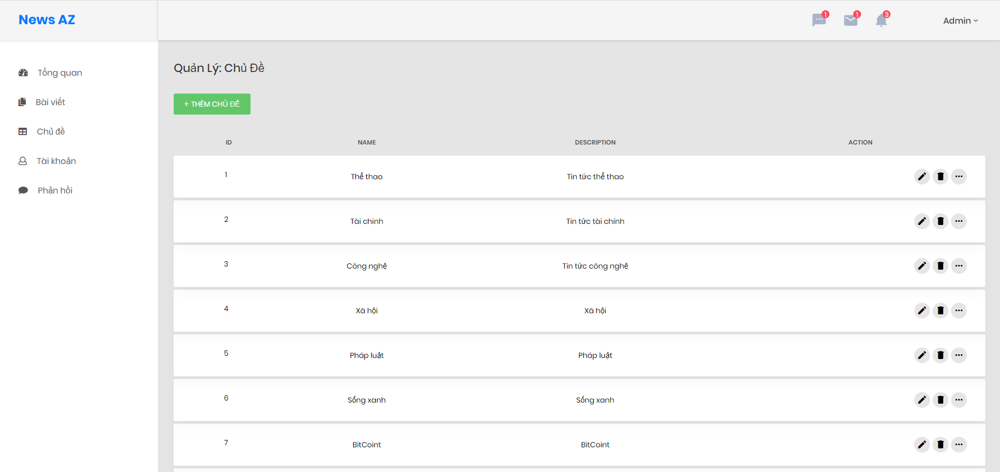 News AZ
1
1
3
Admin
Tổng quan
Bài viết
Chủ đề
Tài khoản
Phản hồi
Quản Lý: Chủ Đề
+ THÊM CHỦ ĐỀ
ID NAME DESCRIPTION ACTION
1 Thể thao Tin tức thể thao
2 Tài chinh Tin tức tài chính
3 Công nghệ Tin tức công nghệ
4 Xã hội Xã hội
5 Pháp luật Pháp luật
6 Sống xanh Sống xanh
7 BitCoint BitCoint